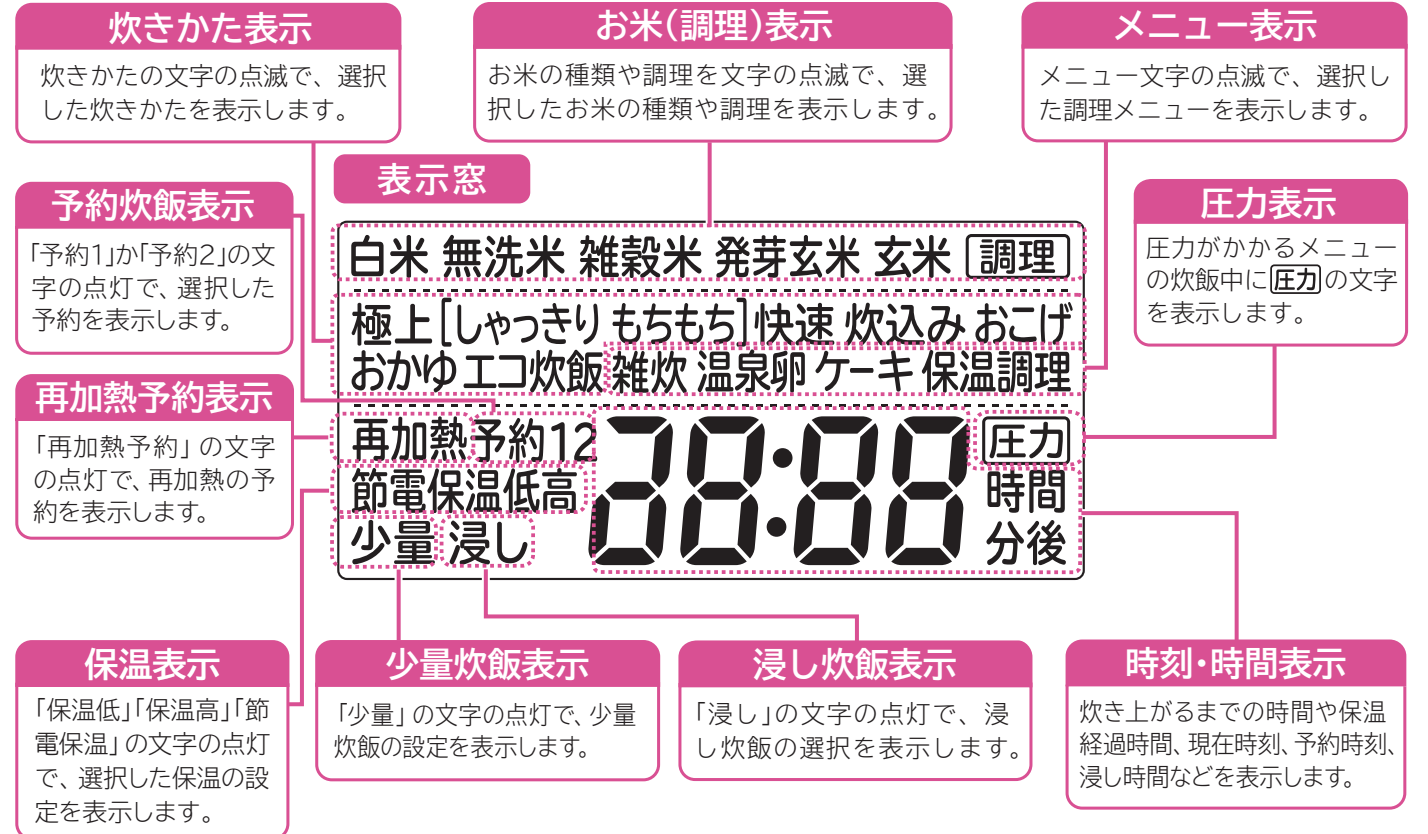 炊きかた表示
炊きかたの文字の点滅で、選択
した炊きかたを表示します。
お米(調理)表示
お米の種類や調理を文字の点滅で、選
択したお米の種類や調理を表示します。
メニュー表示
メニュー文字の点滅で、選択し
た調理メニューを表示します。
表示窓
予約炊飯表示
「予約1」か「予約2」の文
字の点灯で、選択した
予約を表示します。
圧力表示
圧力がかかるメニュー
の炊飯中に圧力の文字
を表示します。
再加熱予約表示
「再加熱予約」の文字
の点灯で、再加熱の予
約を表示します。
白米 無洗米 雑穀米 発芽玄米 玄米 調理
極上[しゃっきり もちもち]快速 炊込み おこげ
おかゆ エコ炊飯 雑炊 温泉卵 ケーキ 保温調理
再加熱 予約12 38:88 圧力
節電保温低高 時間
少量 浸し 分後
保温表示
「保温低」「保温高」「節
電保温」の文字の点灯
で、選択した保温の設
定を表示します。
少量炊飯表示
「少量」の文字の点灯で、少量
炊飯の設定を表示します。
浸し炊飯表示
「浸し」の文字の点灯で、浸
し炊飯の選択を表示します。
時刻・時間表示
炊き上がるまでの時間や保温
経過時間、現在時刻、予約時刻、
浸し時間などを表示します。